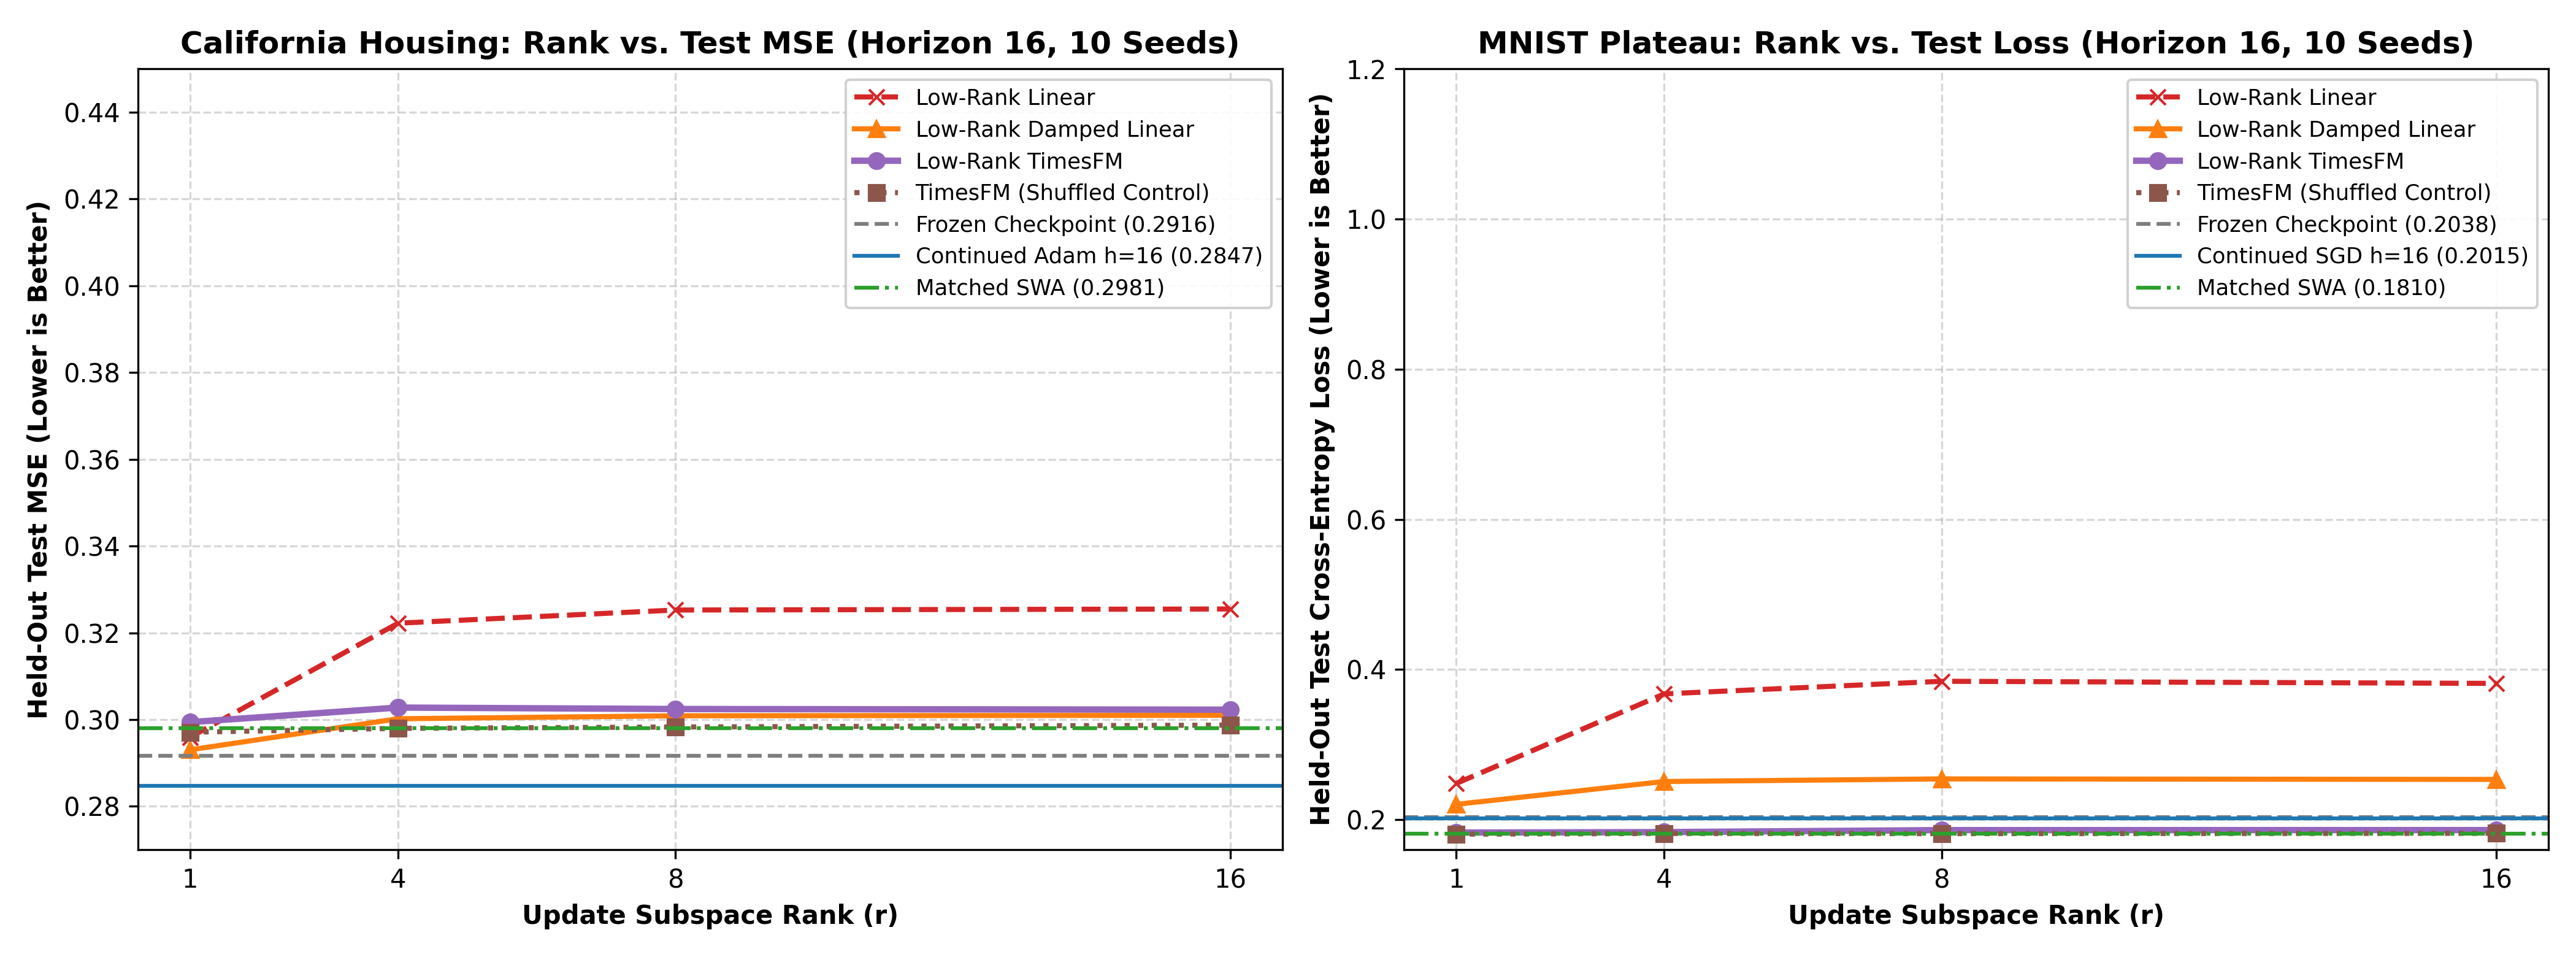 California Housing: Rank vs. Test MSE (Horizon 16, 10 Seeds)
Held-Out Test MSE (Lower is Better)
0.44
0.42
0.40
0.38
0.36
0.34
0.32
0.30
0.28
Low-Rank Linear
Low-Rank Damped Linear
Low-Rank TimesFM
TimesFM (Shuffled Control)
Frozen Checkpoint (0.2916)
Continued Adam h=16 (0.2847)
Matched SWA (0.2981)
1
4
8
16
Update Subspace Rank (r)
MNIST Plateau: Rank vs. Test Loss (Horizon 16, 10 Seeds)
Held-Out Test Cross-Entropy Loss (Lower is Better)
1.2
1.0
0.8
0.6
0.4
0.2
Low-Rank Linear
Low-Rank Damped Linear
Low-Rank TimesFM
TimesFM (Shuffled Control)
Frozen Checkpoint (0.2038)
Continued SGD h=16 (0.2015)
Matched SWA (0.1810)
1
4
8
16
Update Subspace Rank (r)